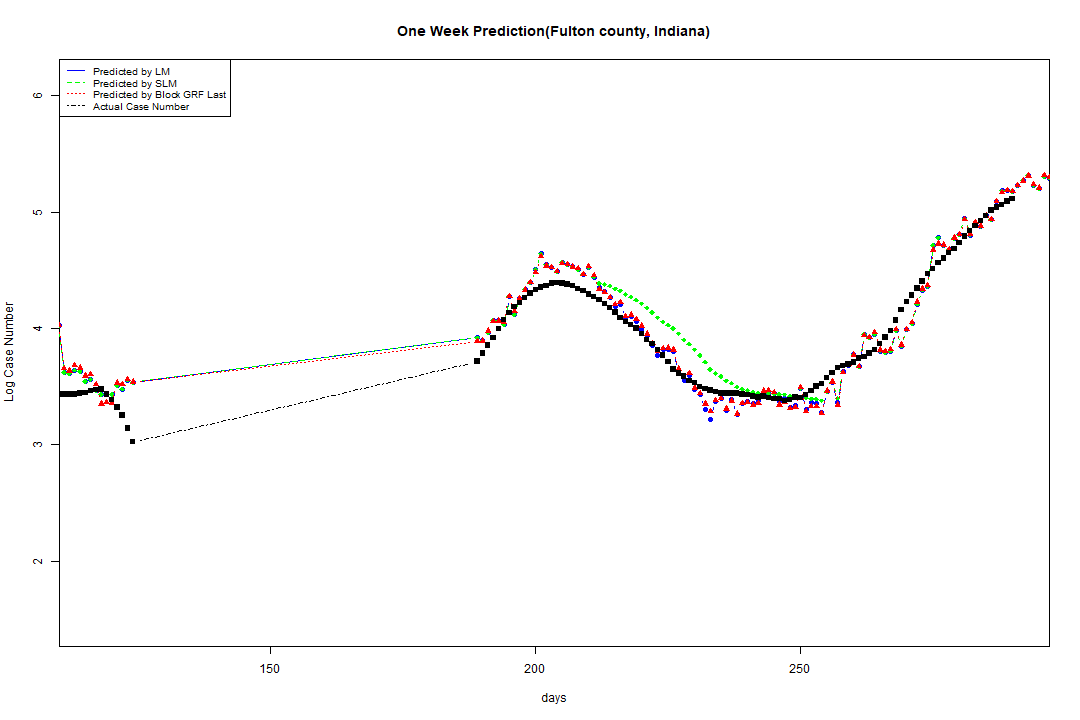 One Week Prediction(Fulton county, Indiana)
Predicted by LM
Predicted by SLM
Predicted by Block GRF Last
Actual Case Number
Log Case Number
6
5
4
3
2
150
200
250
days